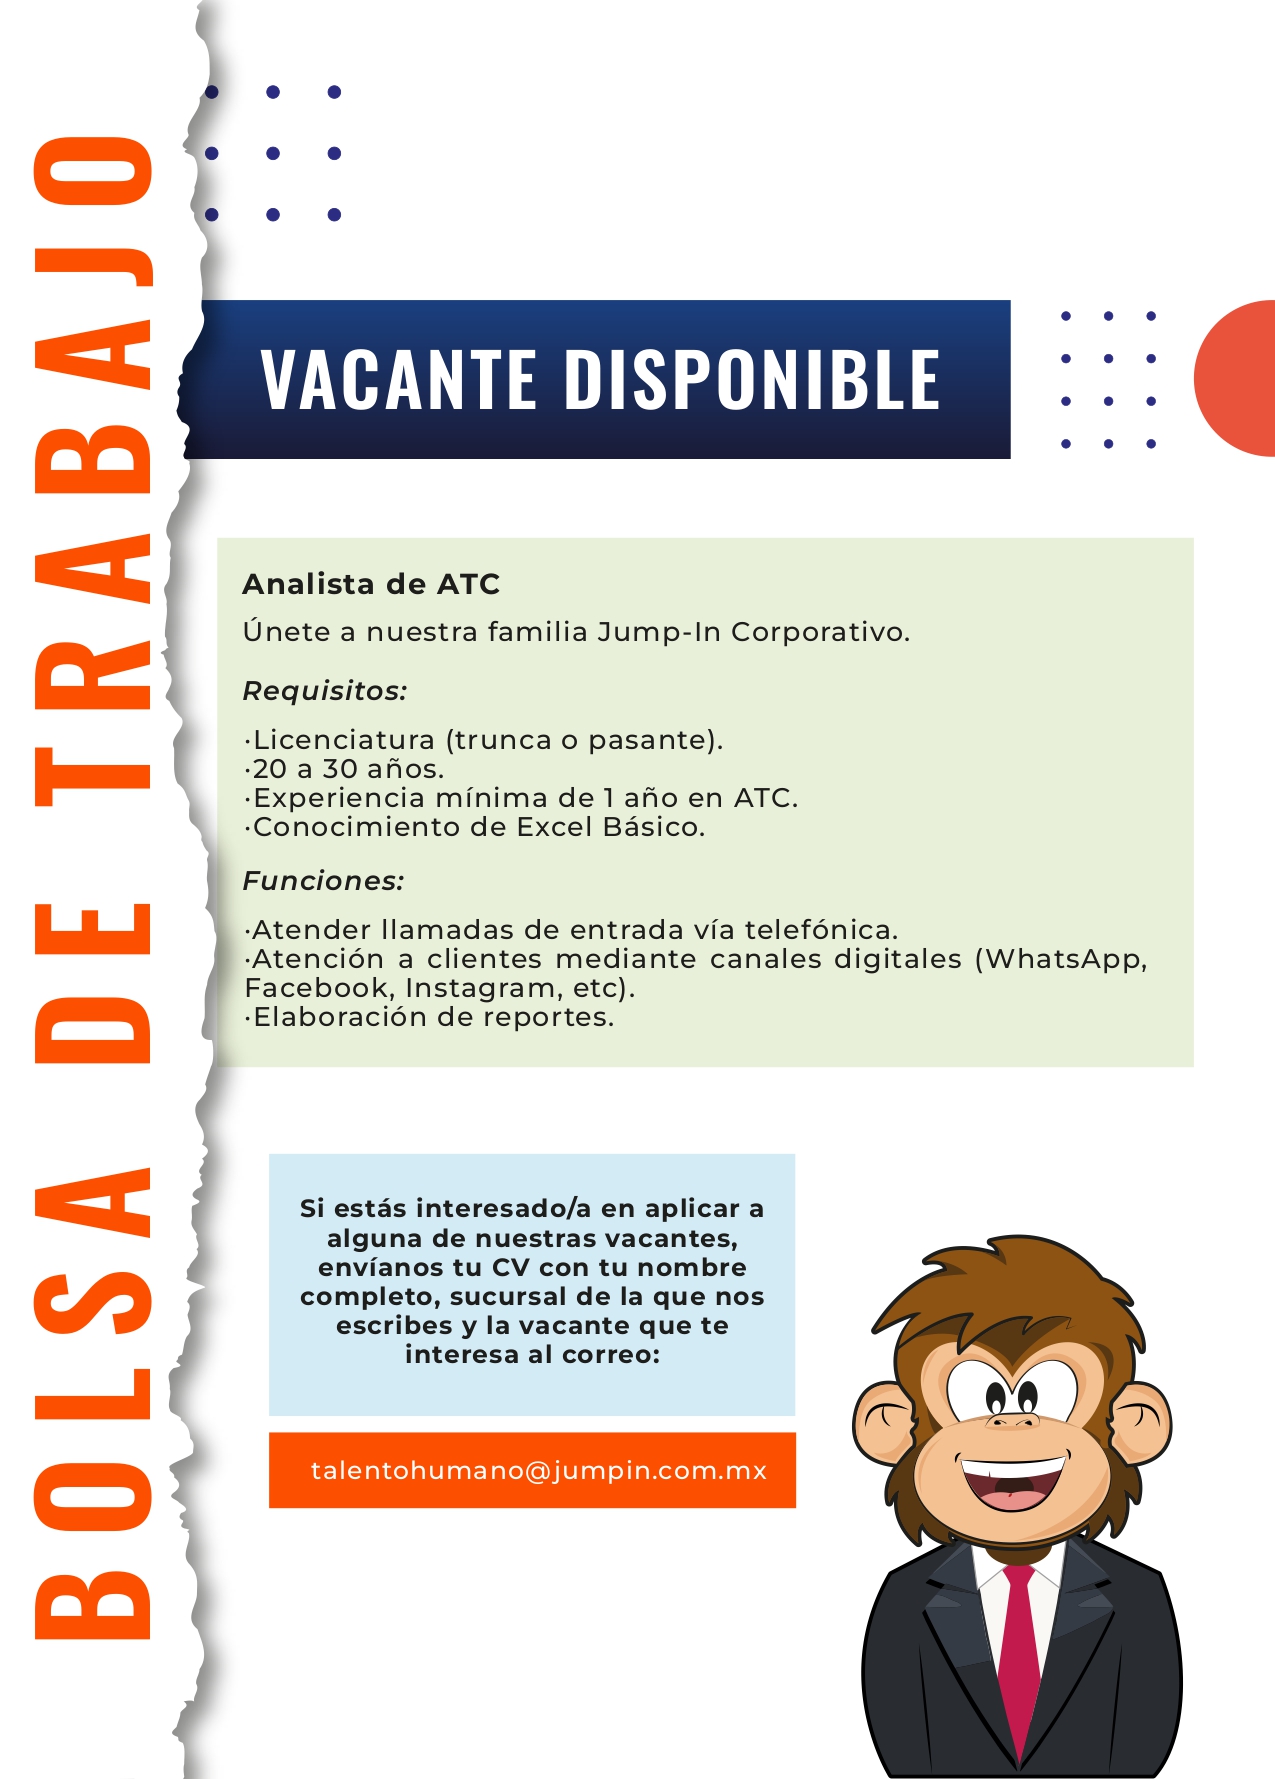 BOLSA DE TRABAJO
VACANTE DISPONIBLE
Analista de ATC
Únete a nuestra familia Jump-In Corporativo.
Requisitos:
·Licenciatura (trunca o pasante).
·20 a 30 años.
·Experiencia mínima de 1 año en ATC.
·Conocimiento de Excel Básico.
Funciones:
·Atender llamadas de entrada vía telefónica.
·Atención a clientes mediante canales digitales (WhatsApp,
Facebook, Instagram, etc).
·Elaboración de reportes.
Si estás interesado/a en aplicar a
alguna de nuestras vacantes,
envíanos tu CV con tu nombre
completo, sucursal de la que nos
escribes y la vacante que te
interesa al correo:
talentohumano@jumpin.com.mx